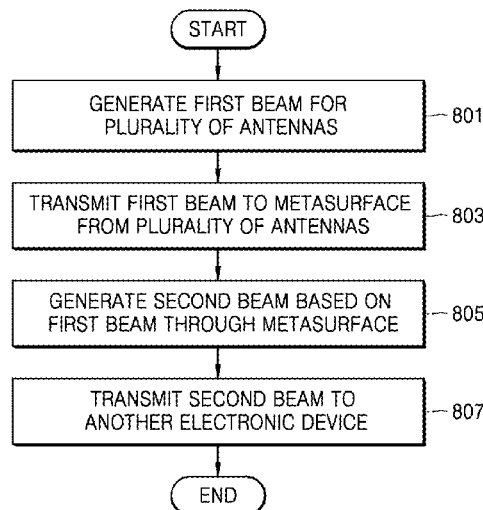 START
GENERATE FIRST BEAM FOR
PLURALITY OF ANTENNAS
801
TRANSMIT FIRST BEAM TO METASURFACE
FROM PLURALITY OF ANTENNAS
803
GENERATE SECOND BEAM BASED ON
FIRST BEAM THROUGH METASURFACE
805
TRANSMIT SECOND BEAM TO
ANOTHER ELECTRONIC DEVICE
807
END